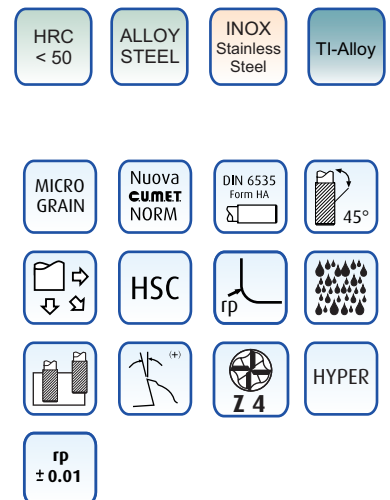 HRC
< 50
ALLOY
STEEL
INOX
Stainless
Steel
TI-Alloy
MICRO
GRAIN
Nuova
C.U.M.E.T.
NORM
DIN 6535
Form HA
45°
HSC
rp
(+)
Z 4
HYPER
rp
± 0.01